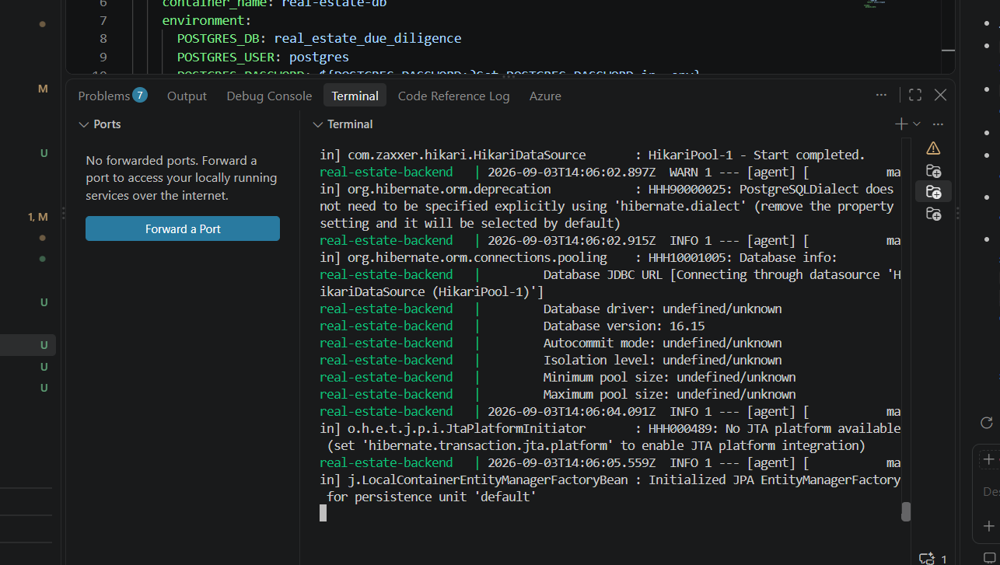 6 container_name: real-estate-db
7 environment:
8 POSTGRES_DB: real_estate_due_diligence
9 POSTGRES_USER: postgres
Problems 7 Output Debug Console Terminal Code Reference Log Azure
Ports
No forwarded ports. Forward a
port to access your locally running
services over the internet.
Forward a Port
Terminal
in] com.zaxxer.hikari.HikariDataSource       : HikariPool-1 - Start completed.
real-estate-backend   | 2026-09-03T14:06:02.897Z  WARN 1 --- [agent] [           ma
in] org.hibernate.orm.deprecation            : HHH90000025: PostgreSQLDialect does
not need to be specified explicitly using 'hibernate.dialect' (remove the property
setting and it will be selected by default)
real-estate-backend   | 2026-09-03T14:06:02.915Z  INFO 1 --- [agent] [           ma
in] org.hibernate.orm.connections.pooling    : HHH10001005: Database info:
real-estate-backend   |         Database JDBC URL [Connecting through datasource 'H
ikariDataSource (HikariPool-1)']
real-estate-backend   |         Database driver: undefined/unknown
real-estate-backend   |         Database version: 16.15
real-estate-backend   |         Autocommit mode: undefined/unknown
real-estate-backend   |         Isolation level: undefined/unknown
real-estate-backend   |         Minimum pool size: undefined/unknown
real-estate-backend   |         Maximum pool size: undefined/unknown
real-estate-backend   | 2026-09-03T14:06:04.091Z  INFO 1 --- [agent] [           ma
in] o.h.e.t.j.p.i.JtaPlatformInitiator       : HHH000489: No JTA platform available
 (set 'hibernate.transaction.jta.platform' to enable JTA platform integration)
real-estate-backend   | 2026-09-03T14:06:05.559Z  INFO 1 --- [agent] [           ma
in] j.LocalContainerEntityManagerFactoryBean : Initialized JPA EntityManagerFactory
 for persistence unit 'default'
M
U
1, M
U
U
U
U
1